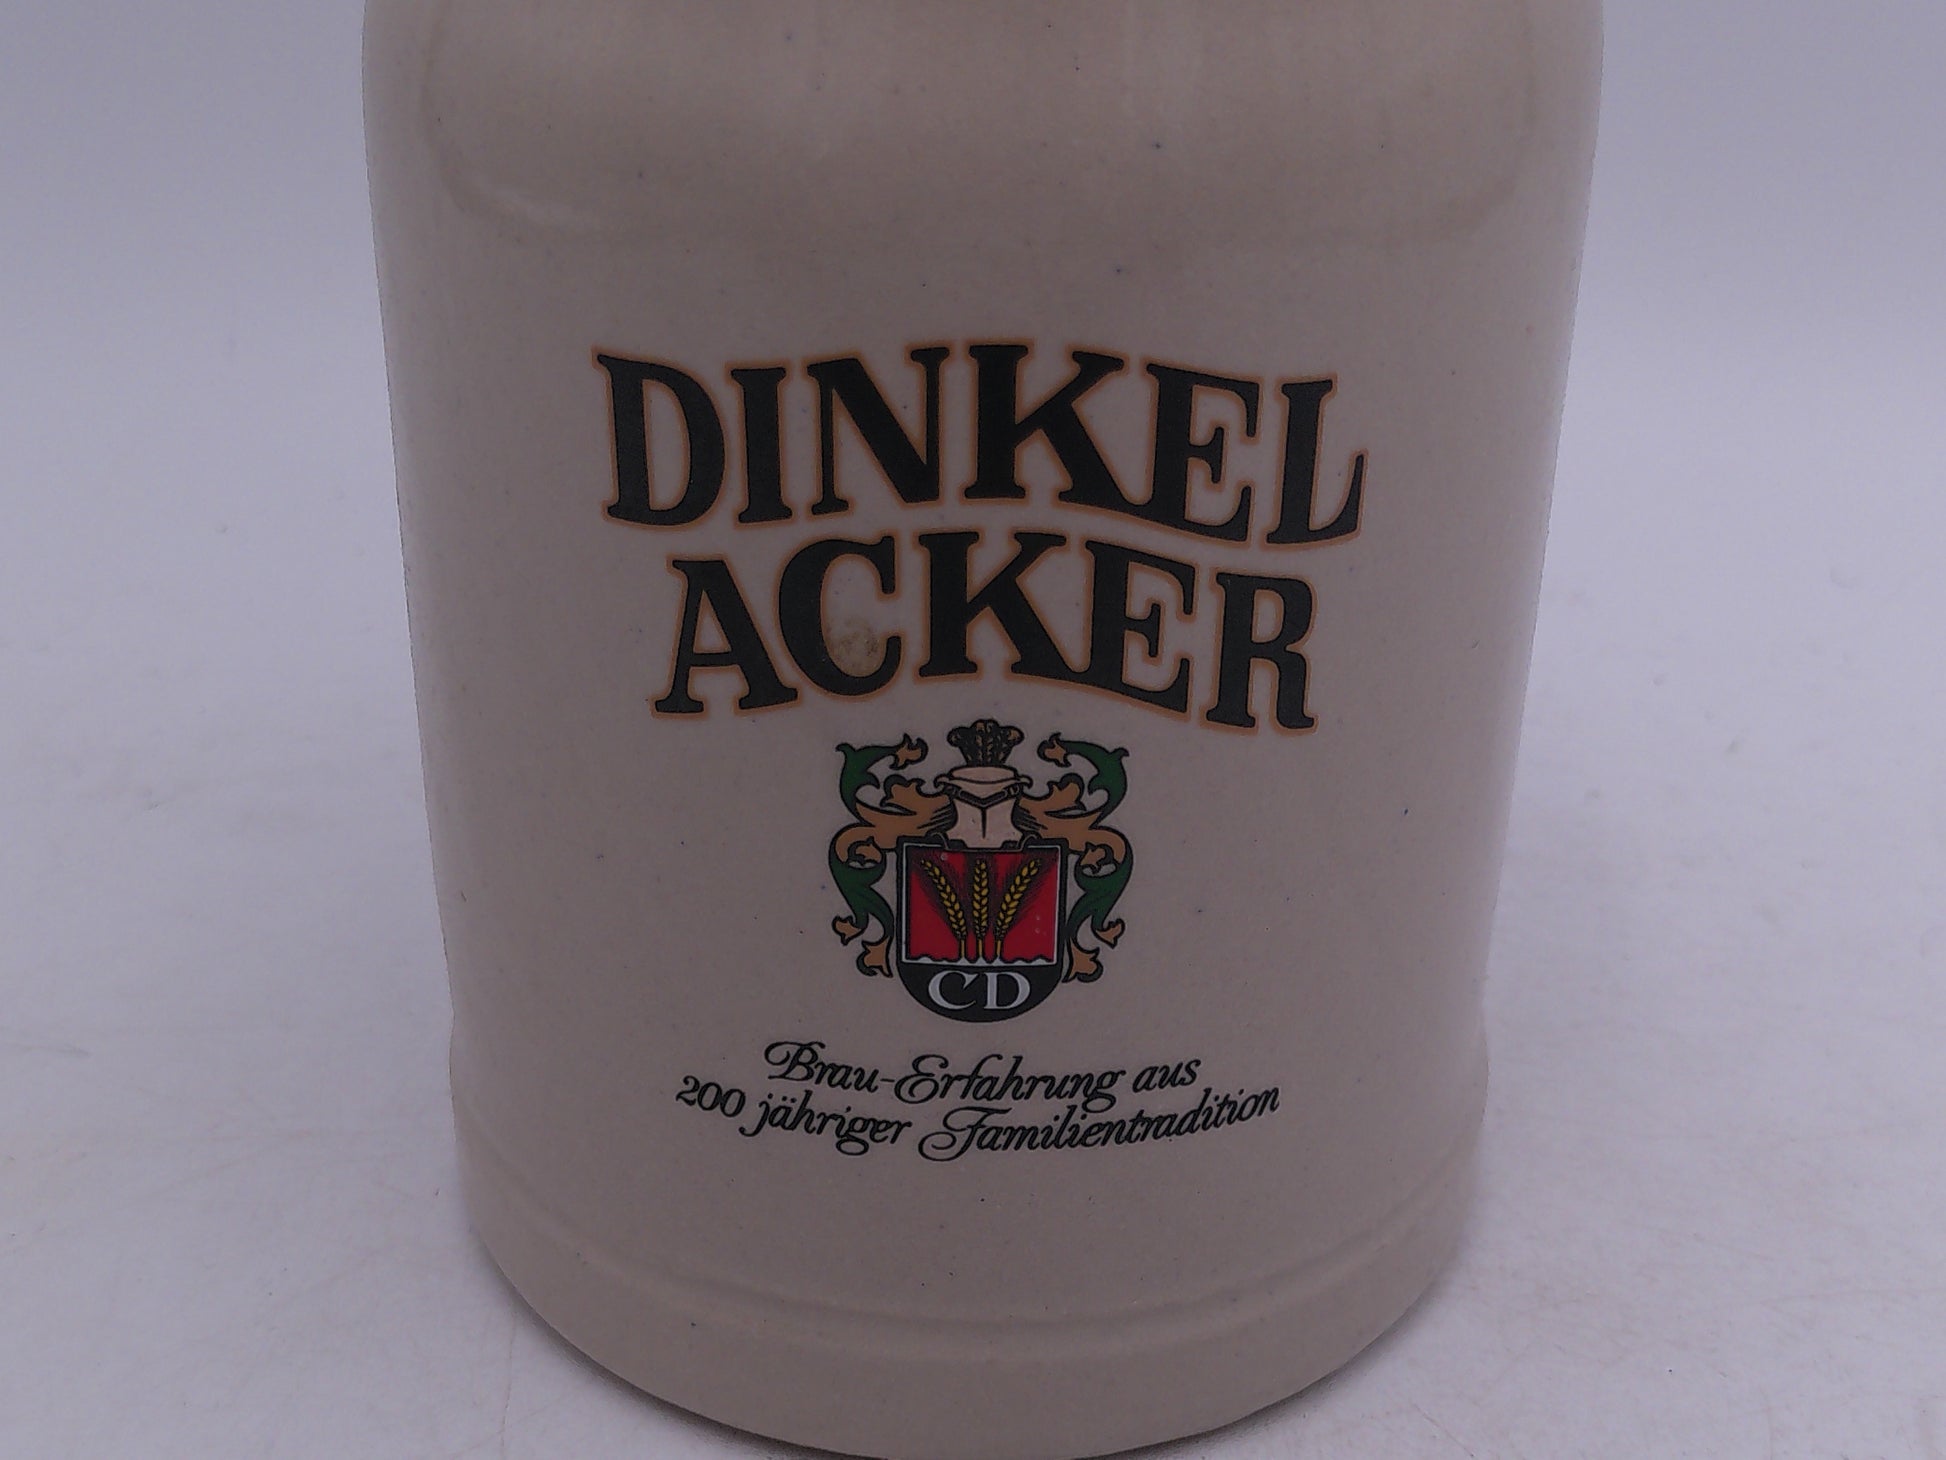 DINKEL
ACKER
CD
Brau-Erfahrung aus
200 jähriger Familientradition